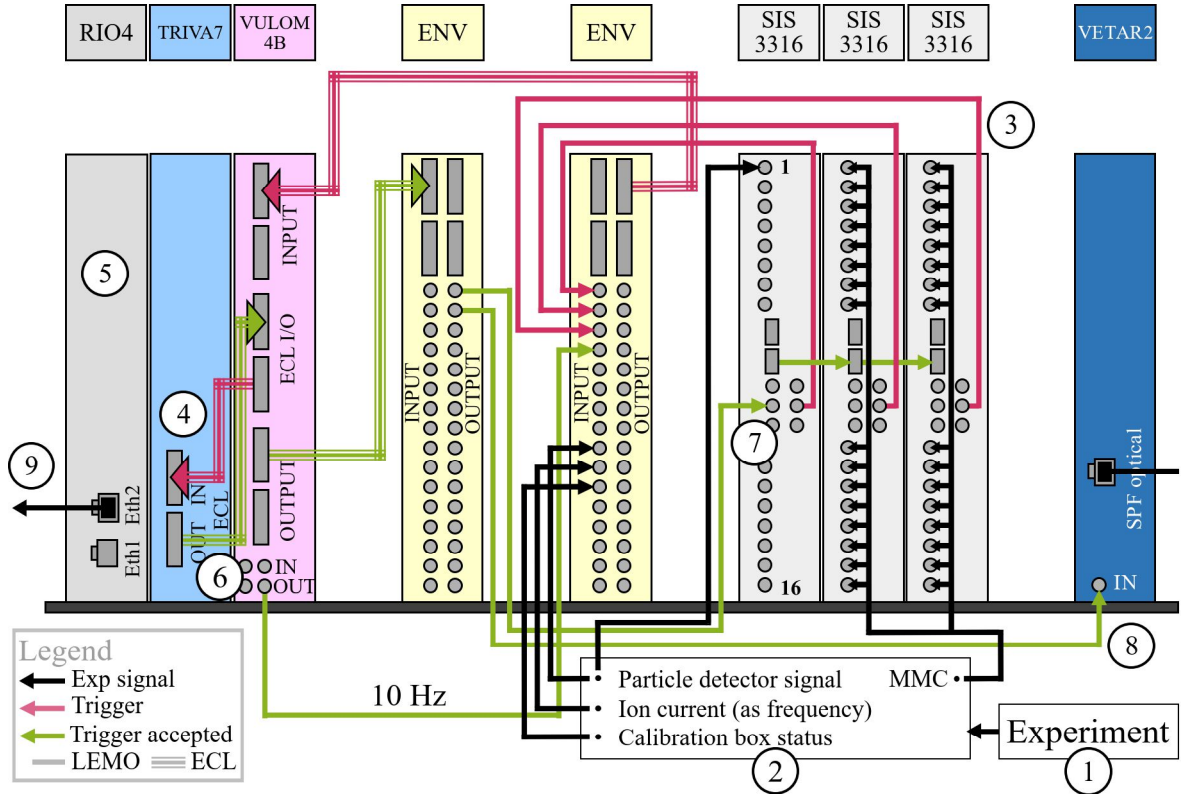 RIO4
TRIVA7
VULOM
4B
ENV
ENV
SIS
3316
SIS
3316
SIS
3316
VETAR2
3
1
INPUT
5
ECL I/O
INPUT
OUTPUT
INPUT
OUTPUT
4
7
9
Eth2
IN
ECL
OUTPUT
SPF optical
Eth1
OUT
6
IN
OUT
16
IN
8
Legend
Exp signal
Trigger
Trigger accepted
LEMO
ECL
10 Hz
Particle detector signal
MMC
Ion current (as frequency)
Calibration box status
2
Experiment
1